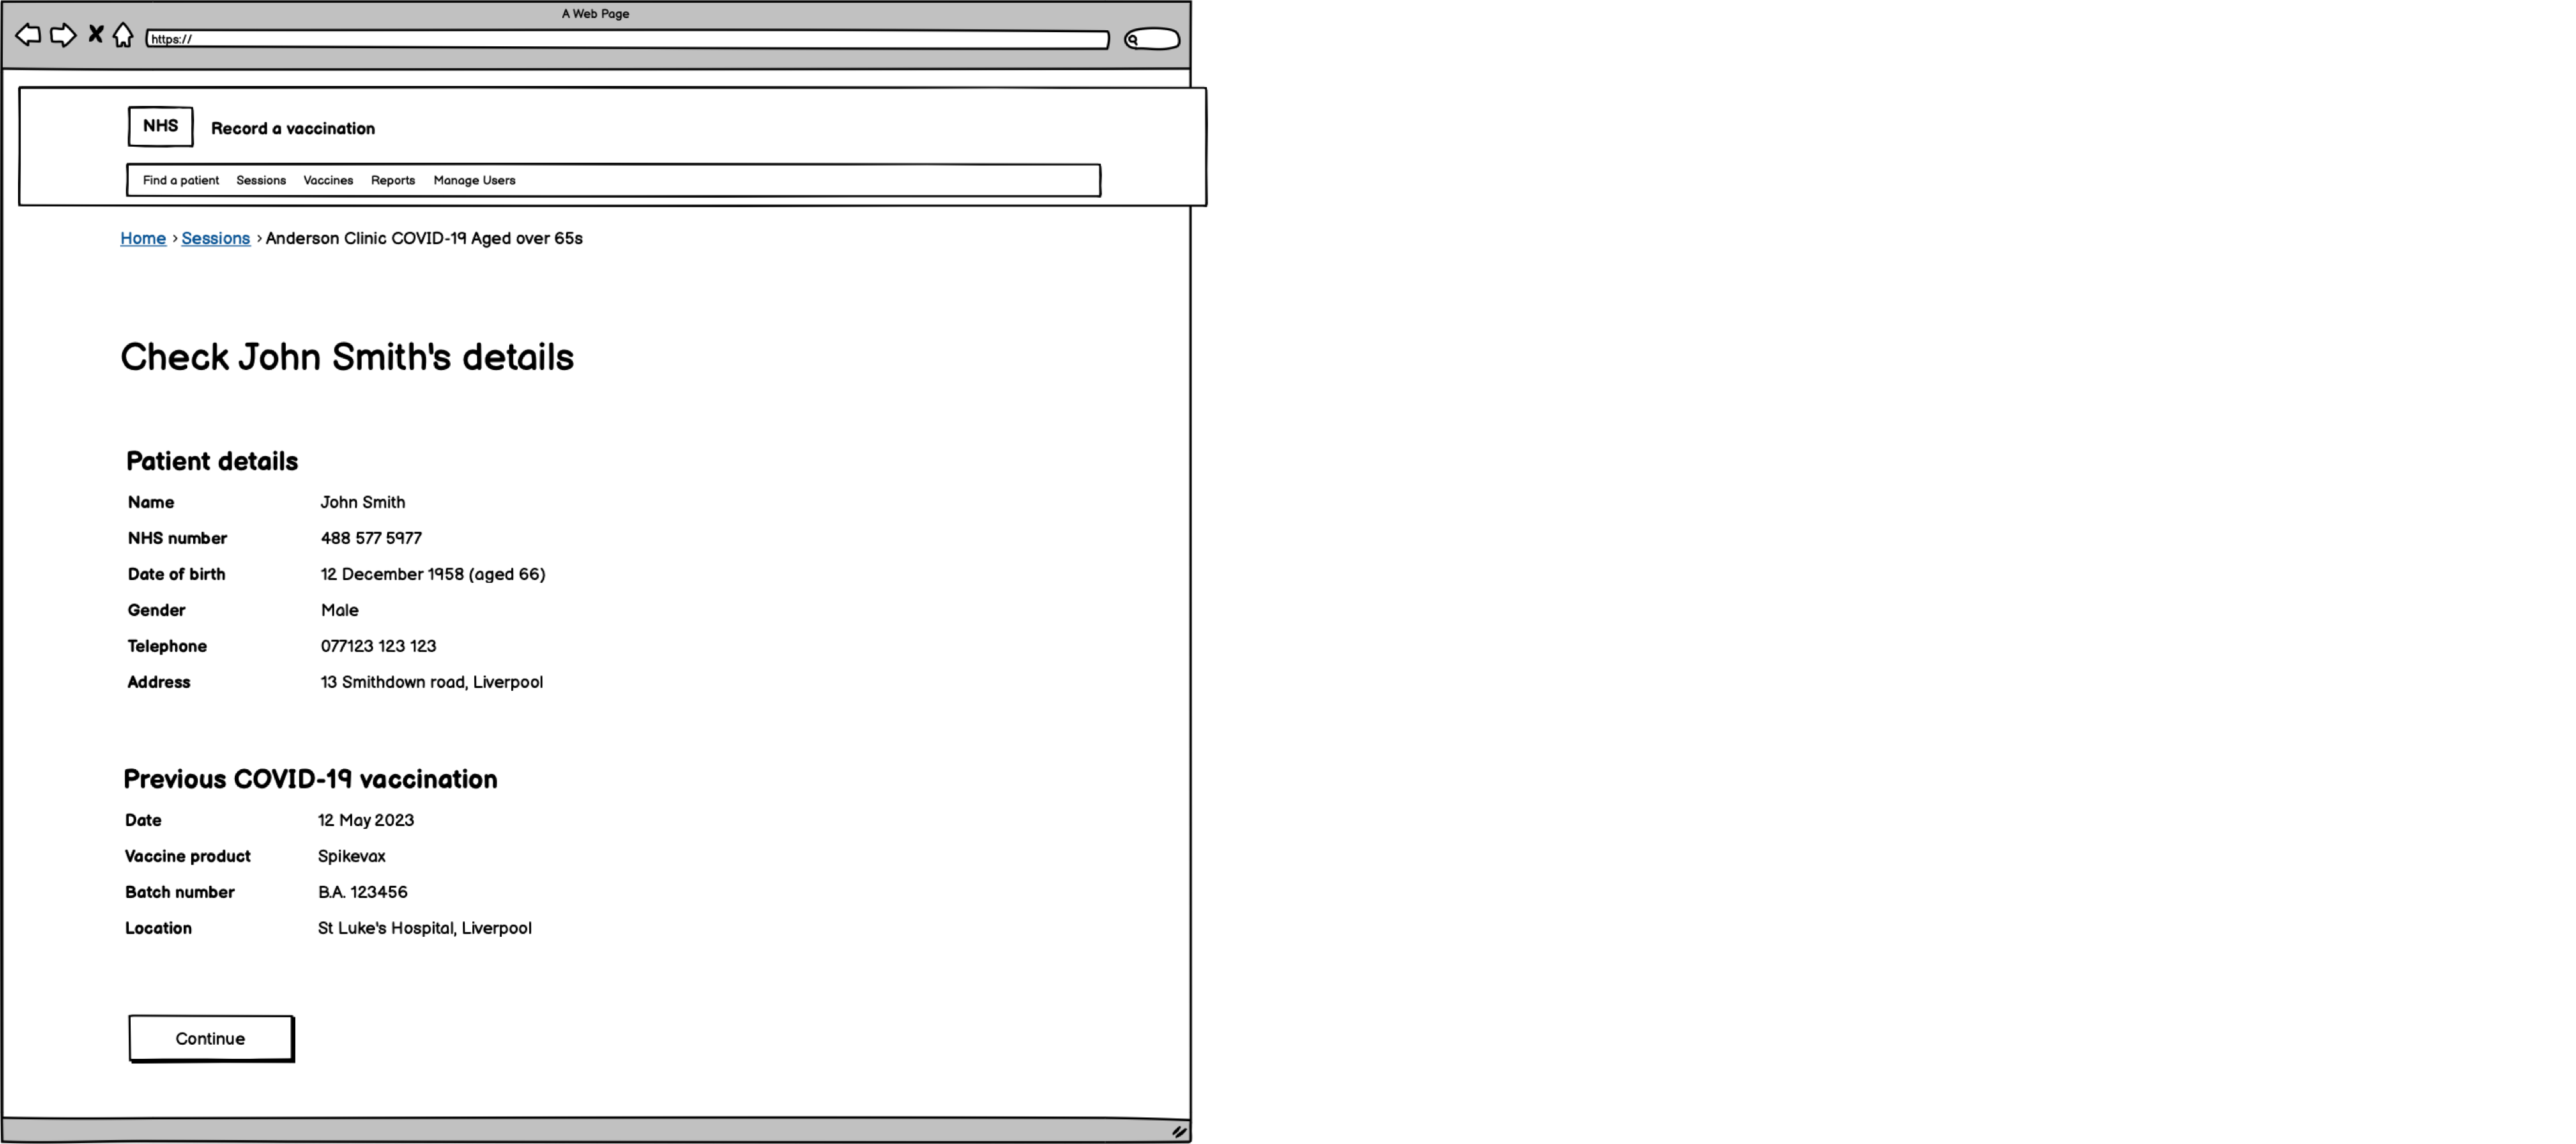 A Web Page
https://
NHS Record a vaccination
Find a patient Sessions Vaccines Reports Manage Users
Home > Sessions > Anderson Clinic COVID-19 Aged over 65s
Check John Smith's details
Patient details
Name John Smith
NHS number 488 577 5977
Date of birth 12 December 1958 (aged 66)
Gender Male
Telephone 077123 123 123
Address 13 Smithdown road, Liverpool
Previous COVID-19 vaccination
Date 12 May 2023
Vaccine product Spikevax
Batch number B.A. 123456
Location St Luke's Hospital, Liverpool
Continue